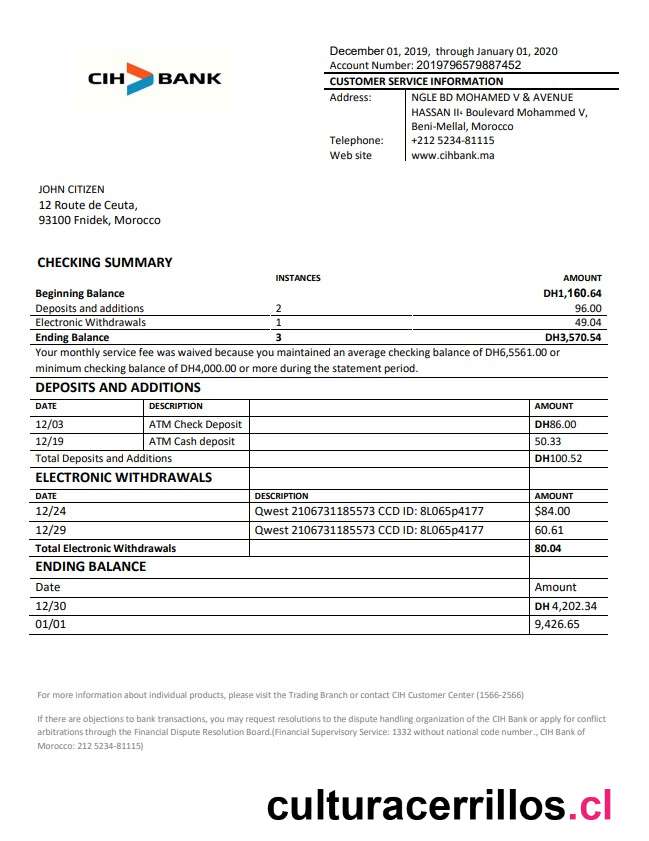 CIH BANK
December 01, 2019, through January 01, 2020
Account Number: 2019796579887452
CUSTOMER SERVICE INFORMATION
Address: NGLE BD MOHAMED V & AVENUE
HASSAN II، Boulevard Mohammed V,
Beni-Mellal, Morocco
Telephone: +212 5234-81115
Web site www.cihbank.ma
JOHN CITIZEN
12 Route de Ceuta,
93100 Fnidek, Morocco
CHECKING SUMMARY
INSTANCES AMOUNT
Beginning Balance DH1,160.64
Deposits and additions 2 96.00
Electronic Withdrawals 1 49.04
Ending Balance 3 DH3,570.54
Your monthly service fee was waived because you maintained an average checking balance of DH6,5561.00 or
minimum checking balance of DH4,000.00 or more during the statement period.
DEPOSITS AND ADDITIONS
DATE DESCRIPTION AMOUNT
12/03 ATM Check Deposit DH86.00
12/19 ATM Cash deposit 50.33
Total Deposits and Additions DH100.52
ELECTRONIC WITHDRAWALS
DATE DESCRIPTION AMOUNT
12/24 Qwest 2106731185573 CCD ID: 8L065p4177 $84.00
12/29 Qwest 2106731185573 CCD ID: 8L065p4177 60.61
Total Electronic Withdrawals 80.04
ENDING BALANCE
Date Amount
12/30 DH 4,202.34
01/01 9,426.65
For more information about individual products, please visit the Trading Branch or contact CIH Customer Center (1566-2566)
If there are objections to bank transactions, you may request resolutions to the dispute handling organization of the CIH Bank or apply for conflict
arbitrations through the Financial Dispute Resolution Board.(Financial Supervisory Service: 1332 without national code number., CIH Bank of
Morocco: 212 5234-81115)
culturacerrillos.cl